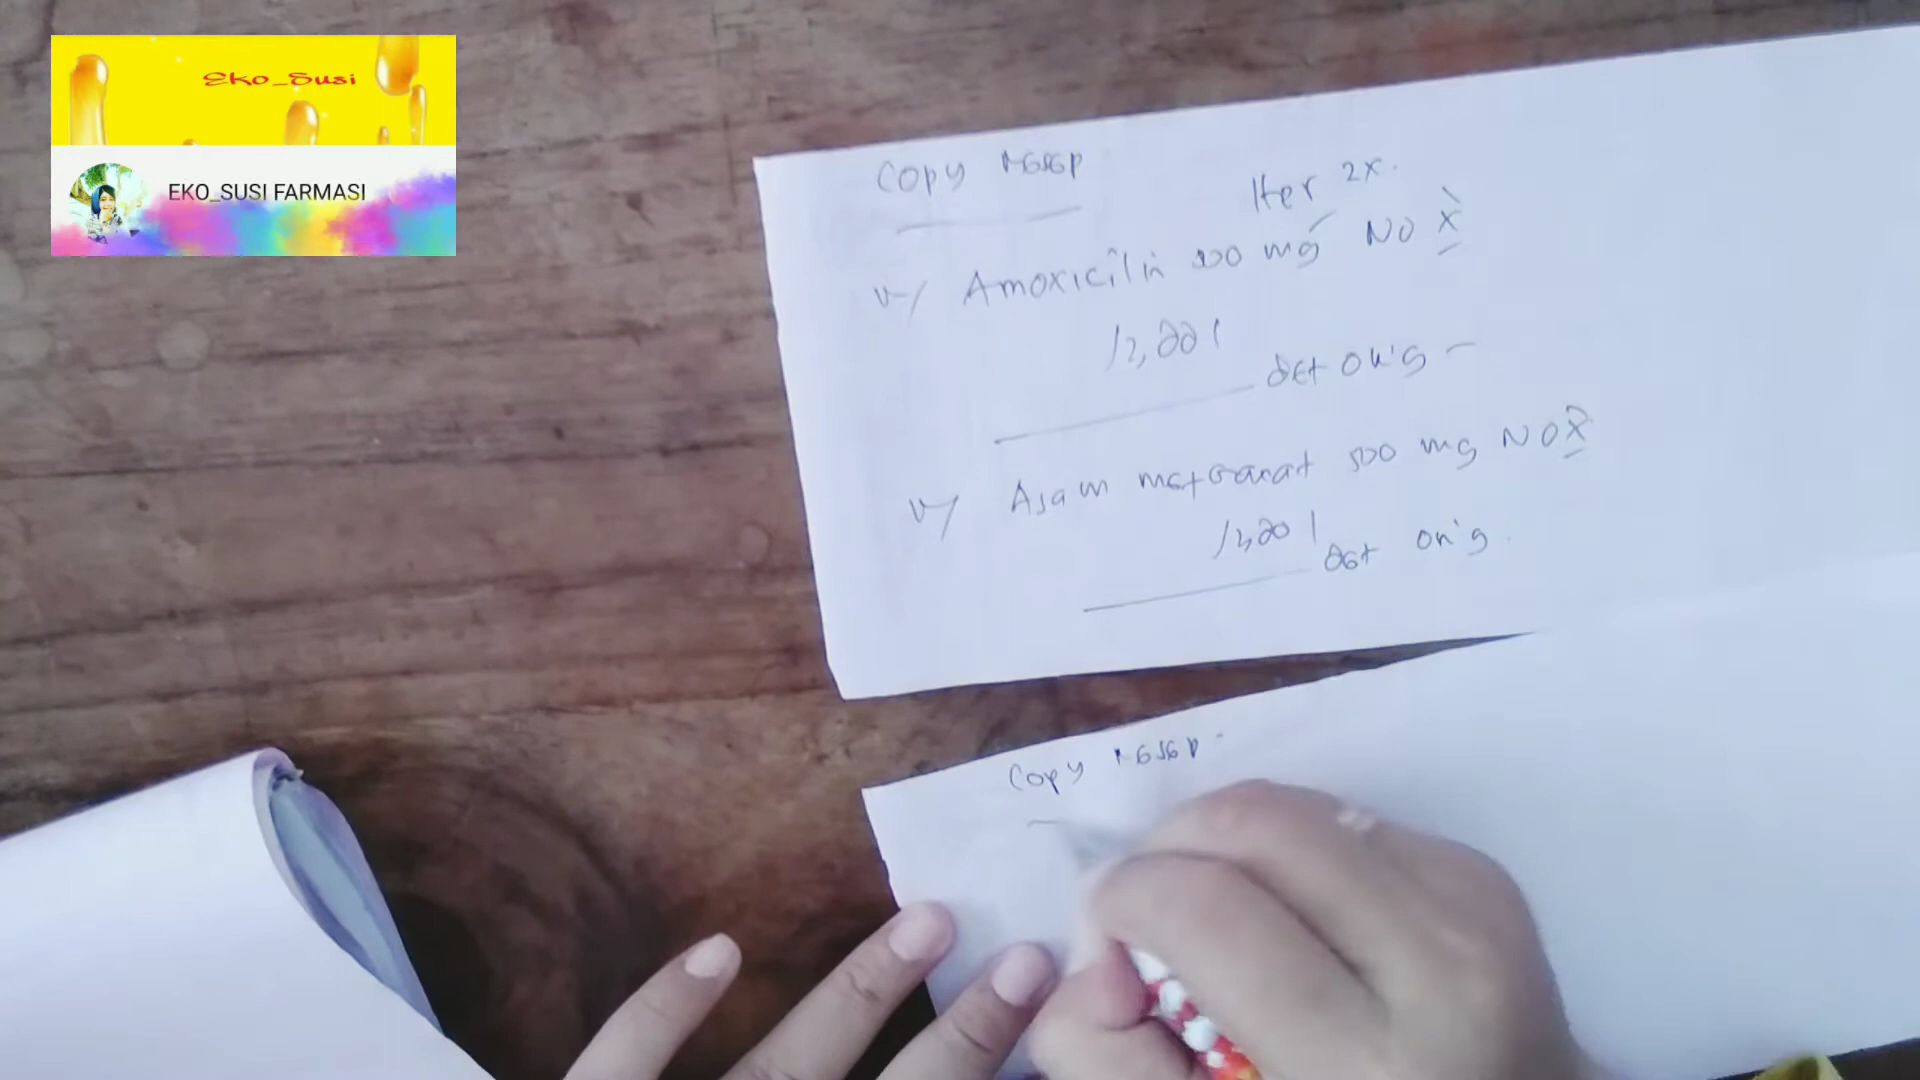 Eko_Susi
EKO_SUSI FARMASI
Copy resep
Iter 2x.
R/ Amoxicilin 500 mg No X
det orig
R/ Asam mefenamat 500 mg No X
det orig.
Copy resep